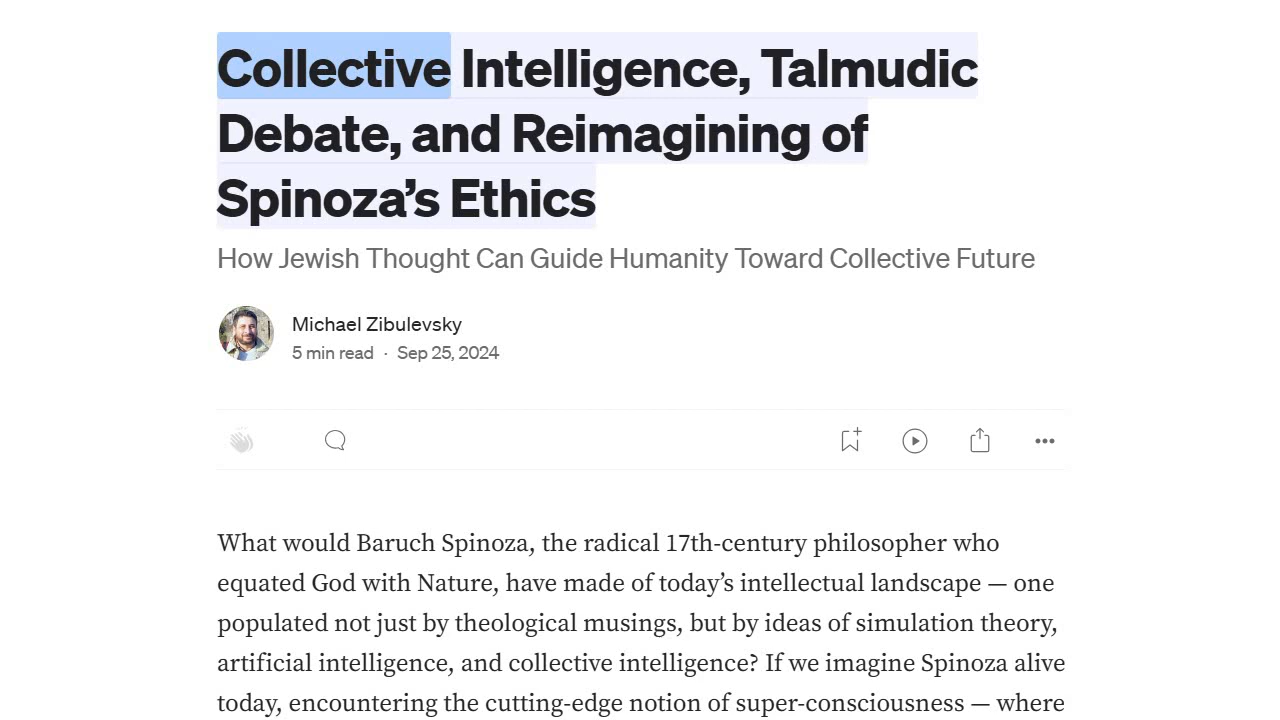 Collective Intelligence, Talmudic
Debate, and Reimagining of
Spinoza’s Ethics
How Jewish Thought Can Guide Humanity Toward Collective Future
Michael Zibulevsky
5 min read · Sep 25, 2024
What would Baruch Spinoza, the radical 17th-century philosopher who
equated God with Nature, have made of today’s intellectual landscape — one
populated not just by theological musings, but by ideas of simulation theory,
artificial intelligence, and collective intelligence? If we imagine Spinoza alive
today, encountering the cutting-edge notion of super-consciousness — where